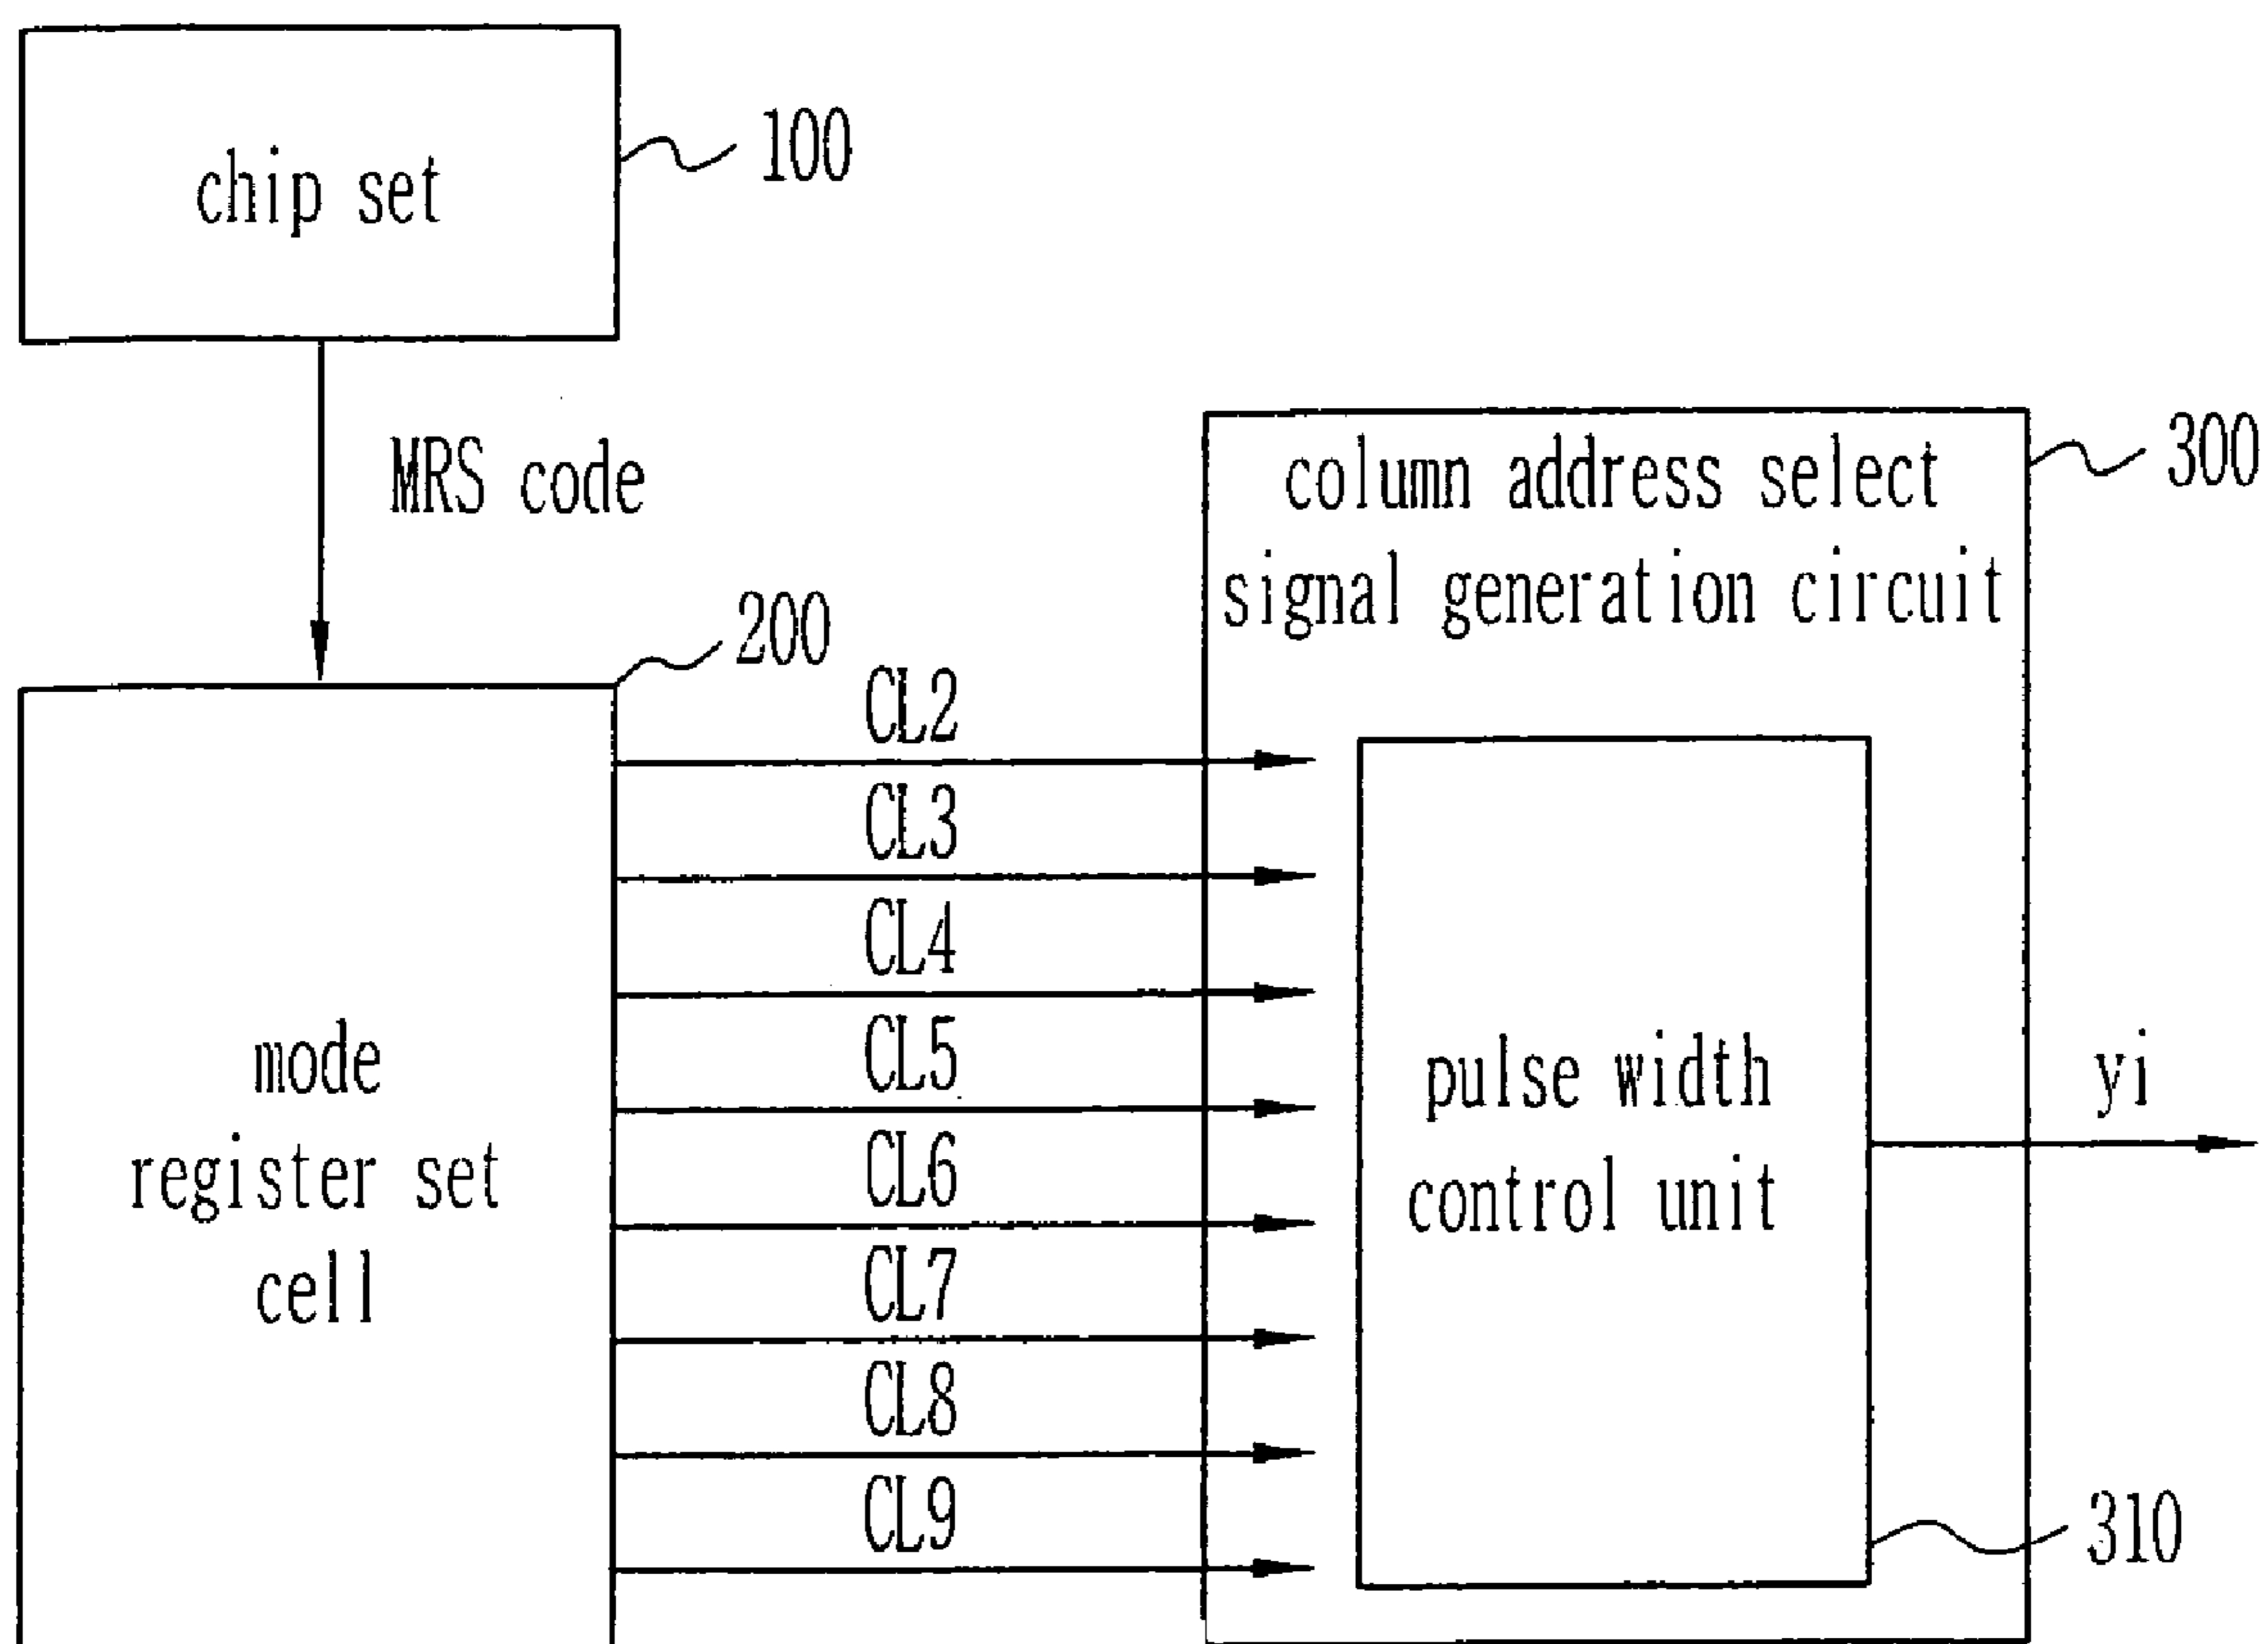 chip set
100
MRS code
200
column address select
signal generation circuit
300
CL2
CL3
CL4
CL5
CL6
CL7
CL8
CL9
mode
register set
cell
pulse width
control unit
yi
310